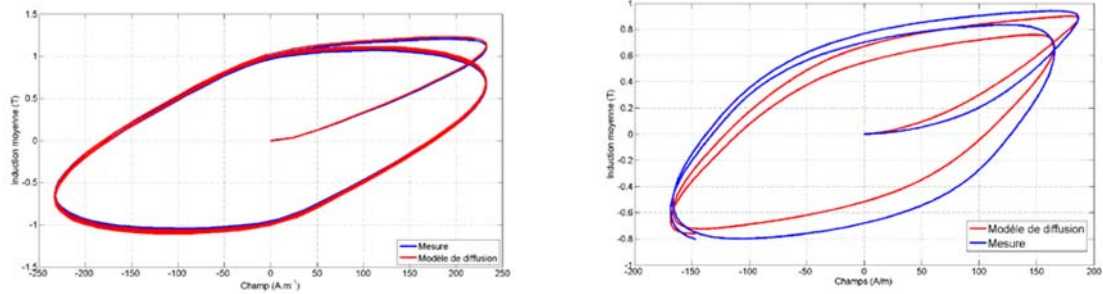 1.5
1
0.5
0
-0.5
-1
-1.5
-250 -200 -150 -100 -50 0 50 100 150 200 250
Induction moyenne (T)
Champ (A.m⁻¹)
Mesure
Modèle de diffusion
1
0.8
0.6
0.4
0.2
0
-0.2
-0.4
-0.6
-0.8
-200 -150 -100 -50 0 50 100 150 200
Induction moyenne (T)
Champs (A/m)
Modèle de diffusion
Mesure